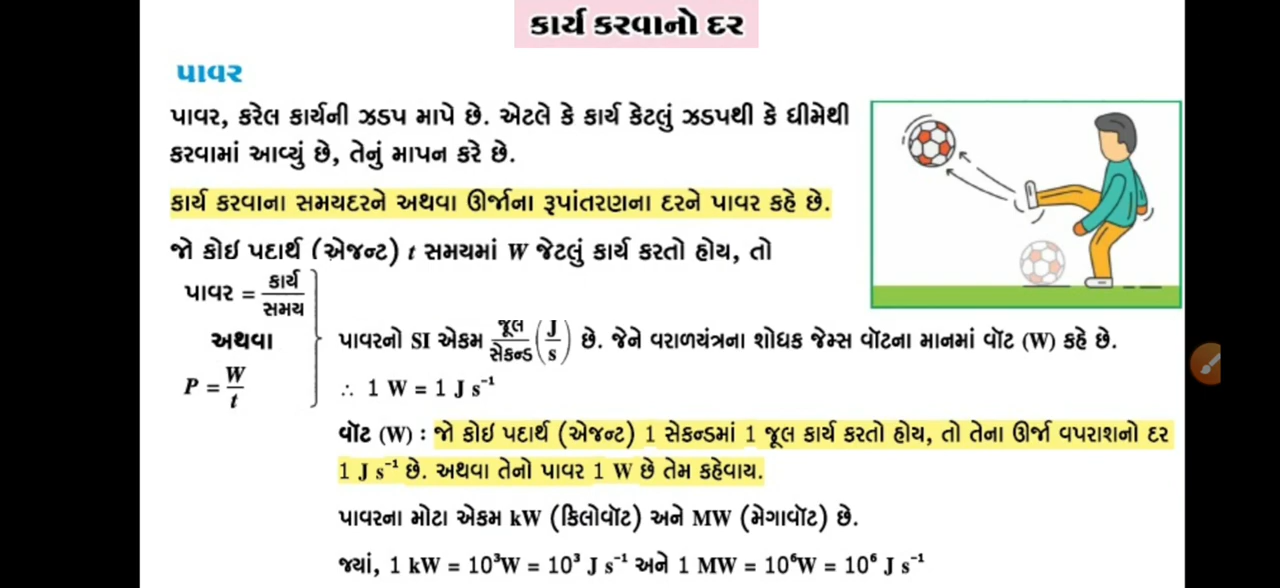 કાર્ય કરવાનો દર
પાવર
પાવર, કરેલ કાર્યની ઝડપ માપે છે. એટલે કે કાર્ય કેટલું ઝડપથી કે ધીમેથી
કરવામાં આવ્યું છે, તેનું માપન કરે છે.
કાર્ય કરવાના સમયદરને અથવા ઊર્જાના રૂપાંતરણના દરને પાવર કહે છે.
જો કોઈ પદાર્થ (એજન્ટ) t સમયમાં W જેટલું કાર્ય કરતો હોય, તો
પાવર = કાર્ય/સમય
અથવા
P = W/t
પાવરનો SI એકમ જૂલ/સેકન્ડ (J/s) છે. જેને વરાળયંત્રના શોધક જેમ્સ વૉટના માનમાં વૉટ (W) કહે છે.
∴ 1 W = 1 J s⁻¹
વૉટ (W) : જો કોઈ પદાર્થ (એજન્ટ) 1 સેકન્ડમાં 1 જૂલ કાર્ય કરતો હોય, તો તેના ઊર્જા વપરાશનો દર
1 J s⁻¹ છે. અથવા તેનો પાવર 1 W છે તેમ કહેવાય.
પાવરના મોટા એકમ kW (કિલોવૉટ) અને MW (મેગાવૉટ) છે.
જ્યાં, 1 kW = 10³W = 10³ J s⁻¹ અને 1 MW = 10⁶W = 10⁶ J s⁻¹